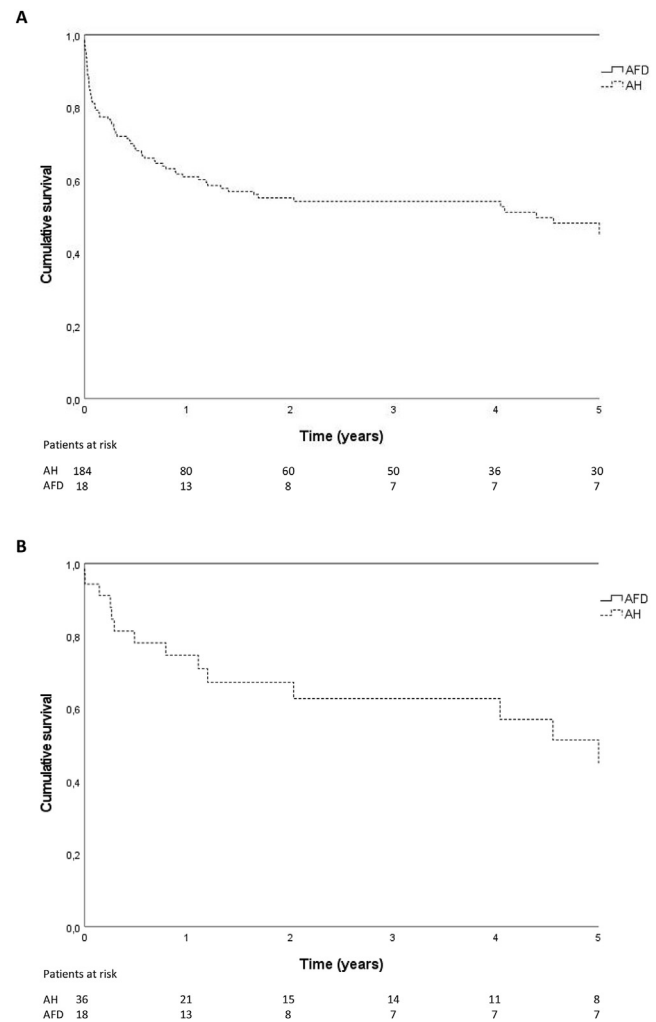 A
1,0
AFD
AH
0,8
0,6
0,4
0,2
0,0
Cumulative survival
0 1 2 3 4 5
Time (years)
Patients at risk
AH 184 80 60 50 36 30
AFD 18 13 8 7 7 7
B
1,0
AFD
AH
0,8
0,6
0,4
0,2
0,0
Cumulative survival
0 1 2 3 4 5
Time (years)
Patients at risk
AH 36 21 15 14 11 8
AFD 18 13 8 7 7 7